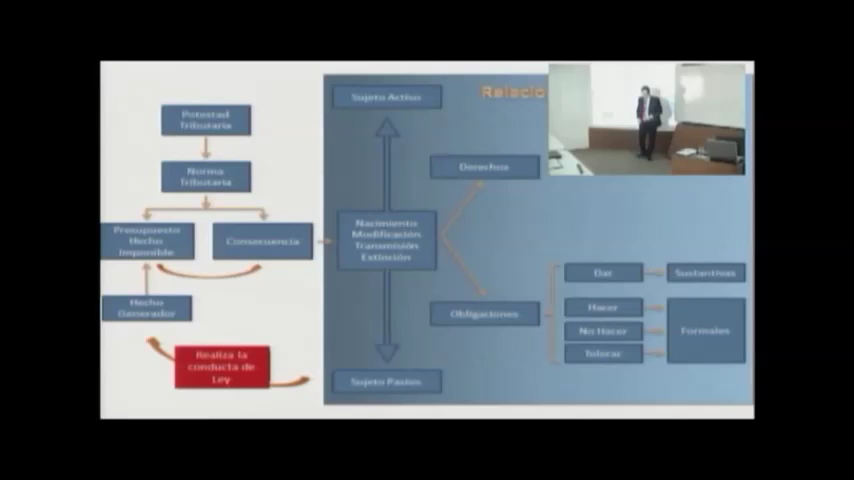 Potestad
Tributaria
Norma
Tributaria
Presupuesto
Hecho
Imponible
Consecuencia
Hecho
Generador
Realiza la
conducta de
Ley
Sujeto Activo
Relacio
Nacimiento
Modificación
Transmisión
Extinción
Sujeto Pasivo
Derechos
Obligaciones
Dar
Hacer
No Hacer
Tolerar
Sustantivas
Formales